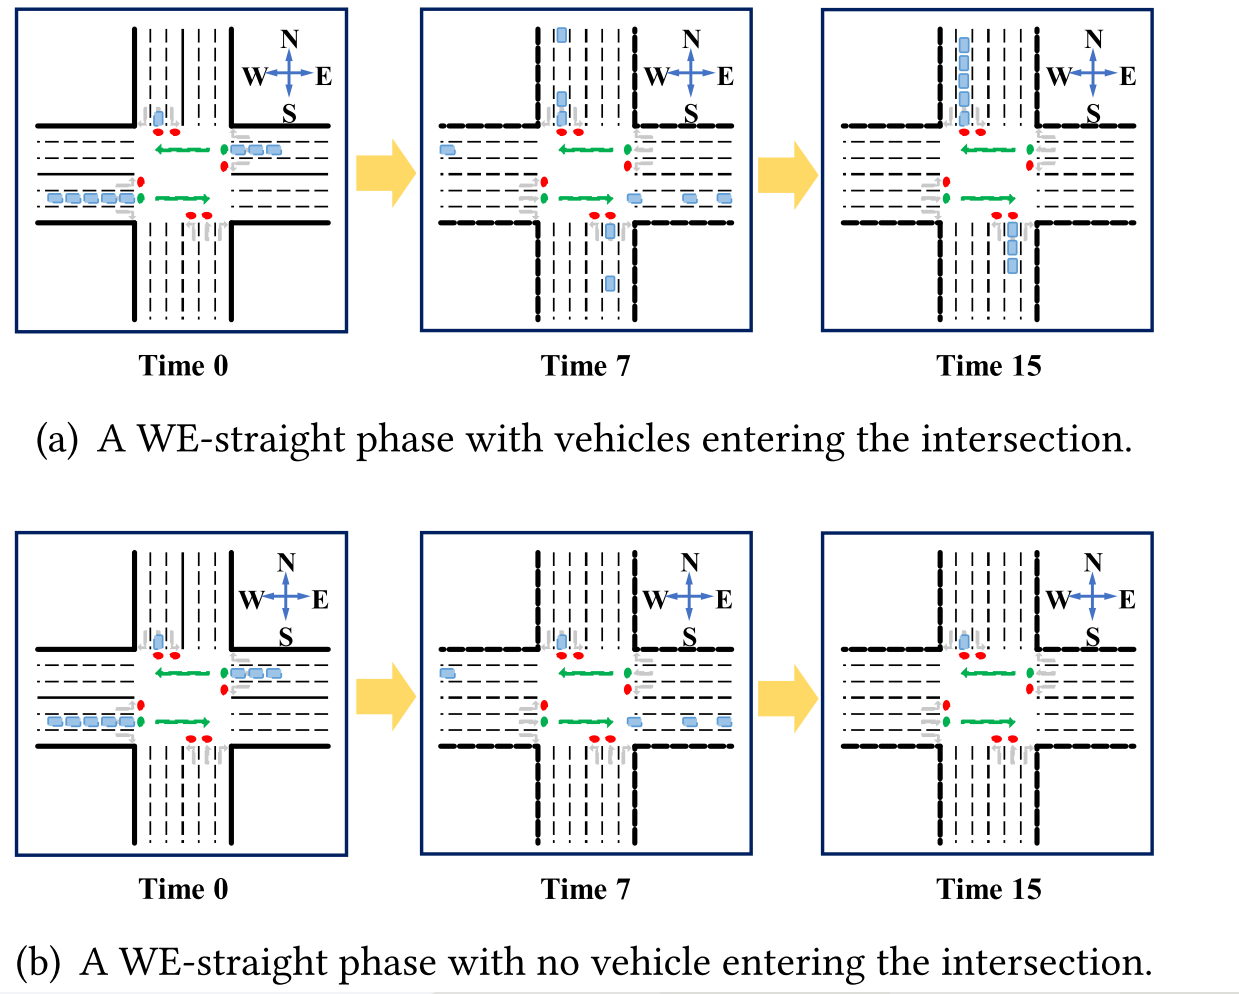 N
W E
S
N
W E
S
N
W E
S
Time 0
Time 7
Time 15
(a) A WE-straight phase with vehicles entering the intersection.
N
W E
S
N
W E
S
N
W E
S
Time 0
Time 7
Time 15
(b) A WE-straight phase with no vehicle entering the intersection.